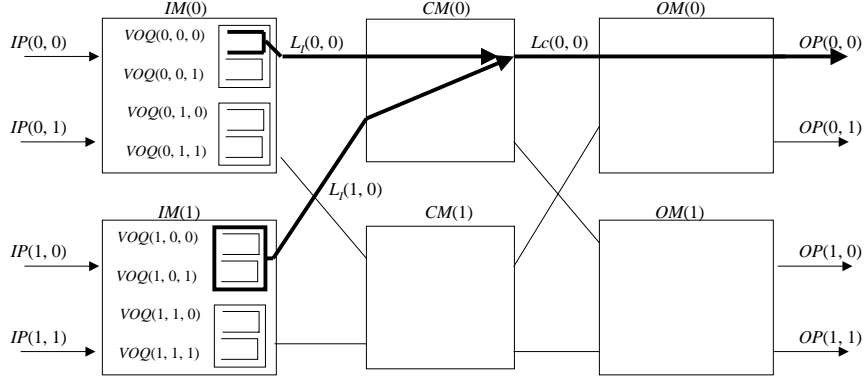 IM(0) CM(0) OM(0)
IP(0, 0) VOQ(0, 0, 0) L_I(0, 0) Lc(0, 0) OP(0, 0)
VOQ(0, 0, 1)
VOQ(0, 1, 0)
IP(0, 1) VOQ(0, 1, 1) OP(0, 1)
L_I(1, 0)
IM(1) CM(1) OM(1)
VOQ(1, 0, 0)
IP(1, 0) VOQ(1, 0, 1) OP(1, 0)
VOQ(1, 1, 0)
IP(1, 1) VOQ(1, 1, 1) OP(1, 1)